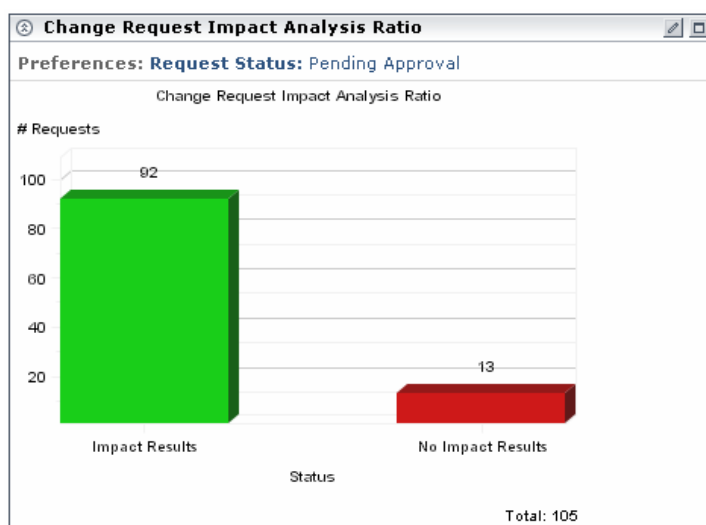 Change Request Impact Analysis Ratio
Preferences: Request Status: Pending Approval
Change Request Impact Analysis Ratio
# Requests
100
80
60
40
20
92
13
Impact Results
No Impact Results
Status
Total: 105